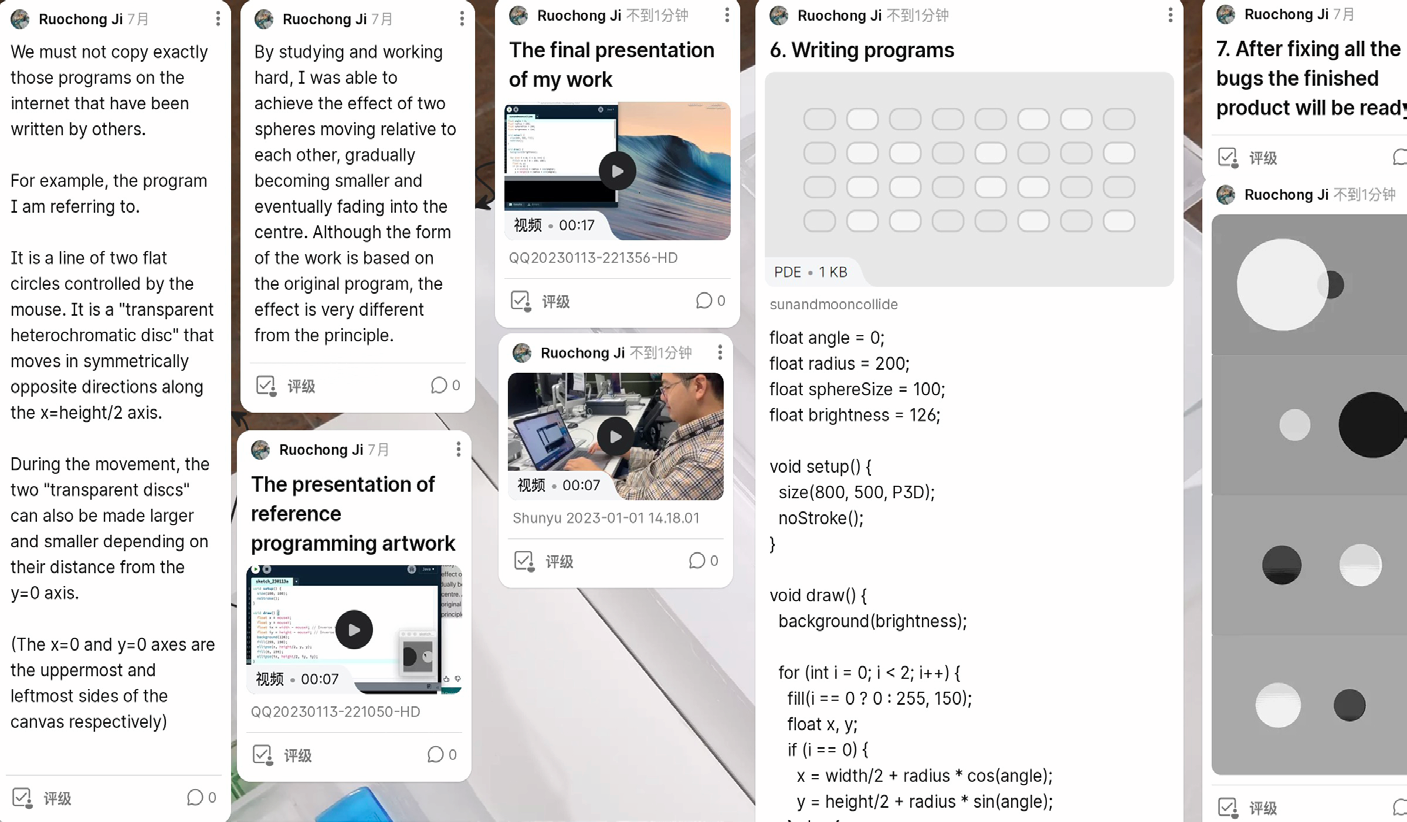 Ruochong Ji 7月
We must not copy exactly
those programs on the
internet that have been
written by others.
For example, the program
I am referring to.
It is a line of two flat
circles controlled by the
mouse. It is a "transparent
heterochromatic disc" that
moves in symmetrically
opposite directions along
the x=height/2 axis.
During the movement, the
two "transparent discs"
can also be made larger
and smaller depending on
their distance from the
y=0 axis.
(The x=0 and y=0 axes are
the uppermost and
leftmost sides of the
canvas respectively)
评级
0
Ruochong Ji 7月
By studying and working
hard, I was able to
achieve the effect of two
spheres moving relative to
each other, gradually
becoming smaller and
eventually fading into the
centre. Although the form
of the work is based on
the original program, the
effect is very different
from the principle.
评级
0
Ruochong Ji 7月
The presentation of
reference
programming artwork
视频 • 00:07
QQ20230113-221050-HD
评级
0
Ruochong Ji 不到1分钟
The final presentation
of my work
视频 • 00:17
QQ20230113-221356-HD
评级
0
Ruochong Ji 不到1分钟
视频 • 00:07
Shunyu 2023-01-01 14.18.01
评级
0
Ruochong Ji 不到1分钟
6. Writing programs
PDE • 1 KB
sunandmooncollide
float angle = 0;
float radius = 200;
float sphereSize = 100;
float brightness = 126;
void setup() {
size(800, 500, P3D);
noStroke();
}
void draw() {
background(brightness);
for (int i = 0; i < 2; i++) {
fill(i == 0 ? 0 : 255, 150);
float x, y;
if (i == 0) {
x = width/2 + radius * cos(angle);
y = height/2 + radius * sin(angle);
Ruochong Ji 7月
7. After fixing all the
bugs the finished
product will be ready
评级
Ruochong Ji 不到1分钟
评级